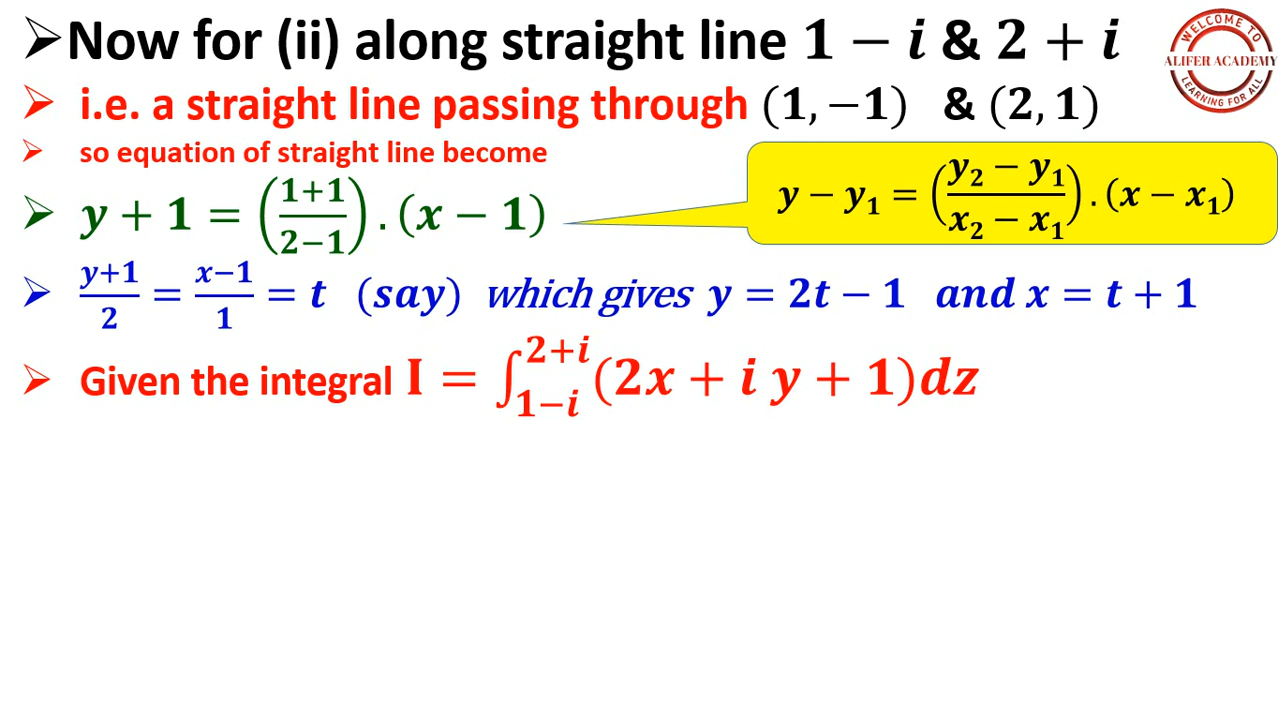 ➢Now for (ii) along straight line 1 − i & 2 + i
WELCOME TO
ALIFER ACADEMY
LEARNING FOR ALL
➢ i.e. a straight line passing through (1, −1) & (2, 1)
➢ so equation of straight line become
➢ y + 1 = ((1+1)/(2−1)) . (x − 1)
y − y₁ = ((y₂ − y₁)/(x₂ − x₁)) . (x − x₁)
➢ (y+1)/2 = (x−1)/1 = t (say) which gives y = 2t − 1 and x = t + 1
➢ Given the integral I = ∫₁₋ᵢ²⁺ⁱ (2x + i y + 1)dz